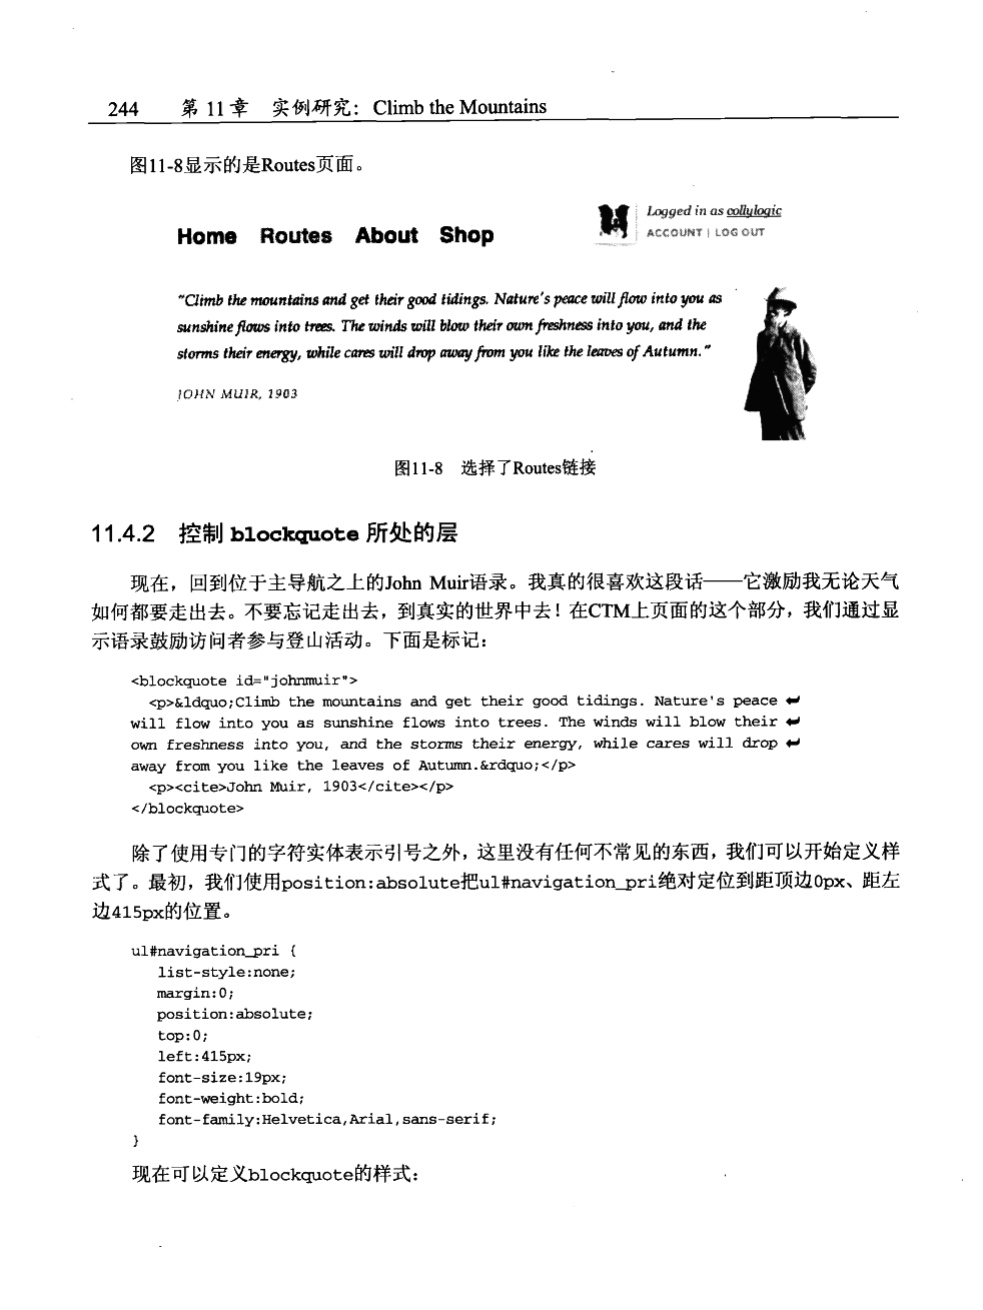 244 第 11 章 实例研究：Climb the Mountains
图11-8显示的是Routes页面。
Logged in as collylogic
ACCOUNT | LOG OUT
Home Routes About Shop
"Climb the mountains and get their good tidings. Nature's peace will flow into you as
sunshine flows into trees. The winds will blow their own freshness into you, and the
storms their energy, while cares will drop away from you like the leaves of Autumn."
JOHN MUIR, 1903
图11-8 选择了Routes链接
11.4.2 控制 blockquote 所处的层
现在，回到位于主导航之上的John Muir语录。我真的很喜欢这段话——它激励我无论天气
如何都要走出去。不要忘记走出去，到真实的世界中去！在CTM上页面的这个部分，我们通过显
示语录鼓励访问者参与登山活动。下面是标记：
<blockquote id="johnmuir">
<p>&ldquo;Climb the mountains and get their good tidings. Nature's peace ↩
will flow into you as sunshine flows into trees. The winds will blow their ↩
own freshness into you, and the storms their energy, while cares will drop ↩
away from you like the leaves of Autumn.&rdquo;</p>
<p><cite>John Muir, 1903</cite></p>
</blockquote>
除了使用专门的字符实体表示引号之外，这里没有任何不常见的东西，我们可以开始定义样
式了。最初，我们使用position:absolute把ul#navigation_pri绝对定位到距顶边0px、距左
边415px的位置。
ul#navigation_pri {
list-style:none;
margin:0;
position:absolute;
top:0;
left:415px;
font-size:19px;
font-weight:bold;
font-family:Helvetica,Arial,sans-serif;
}
现在可以定义blockquote的样式：